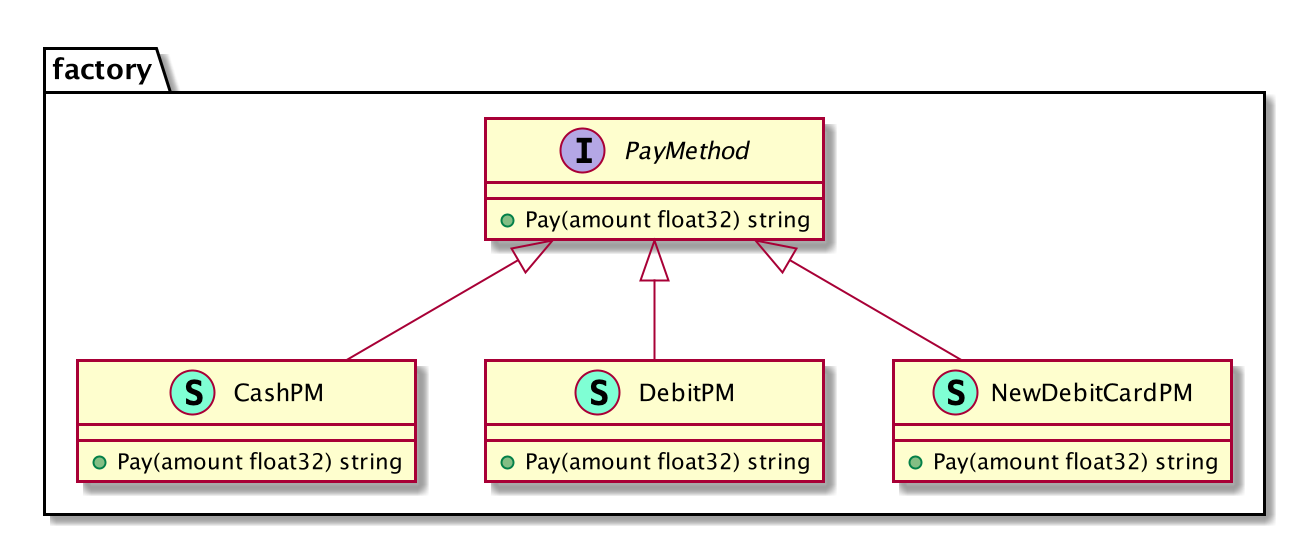 factory
I PayMethod
Pay(amount float32) string
S CashPM
Pay(amount float32) string
S DebitPM
Pay(amount float32) string
S NewDebitCardPM
Pay(amount float32) string